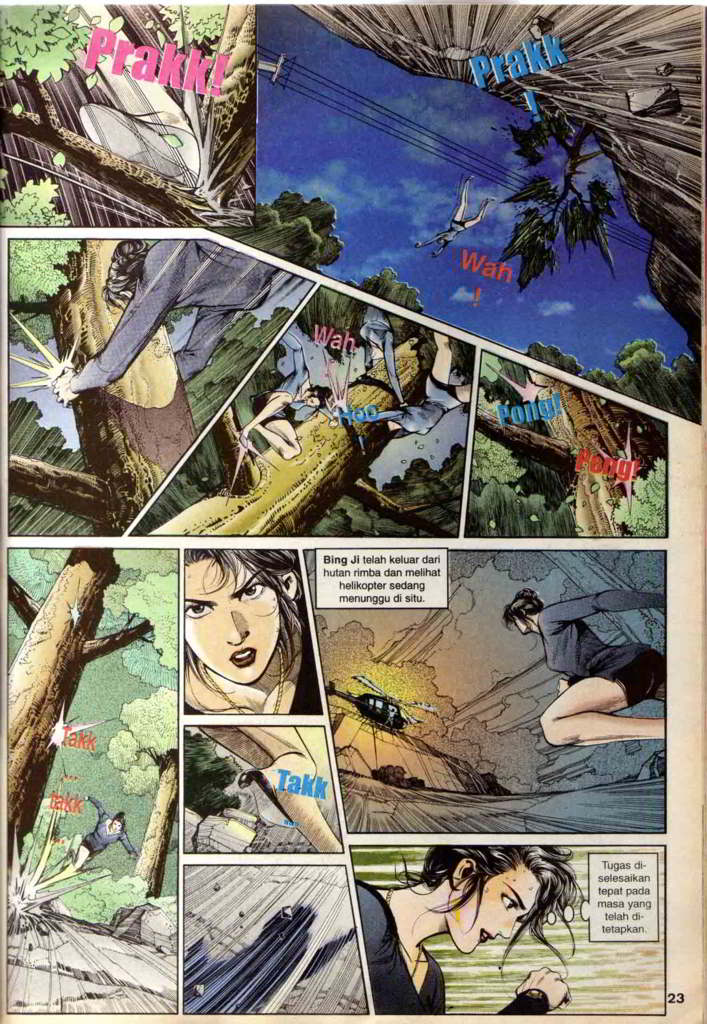 Prakk!
Prakk
!
Wah
!
Wah
!
Hoo
Pong!
Pong!
Takk
...
takk
...
Bing Ji telah keluar dari
hutan rimba dan melihat
helikopter sedang
menunggu di situ.
Takk
...
Tugas di-
selesaikan
tepat pada
masa yang
telah di-
tetapkan.
23